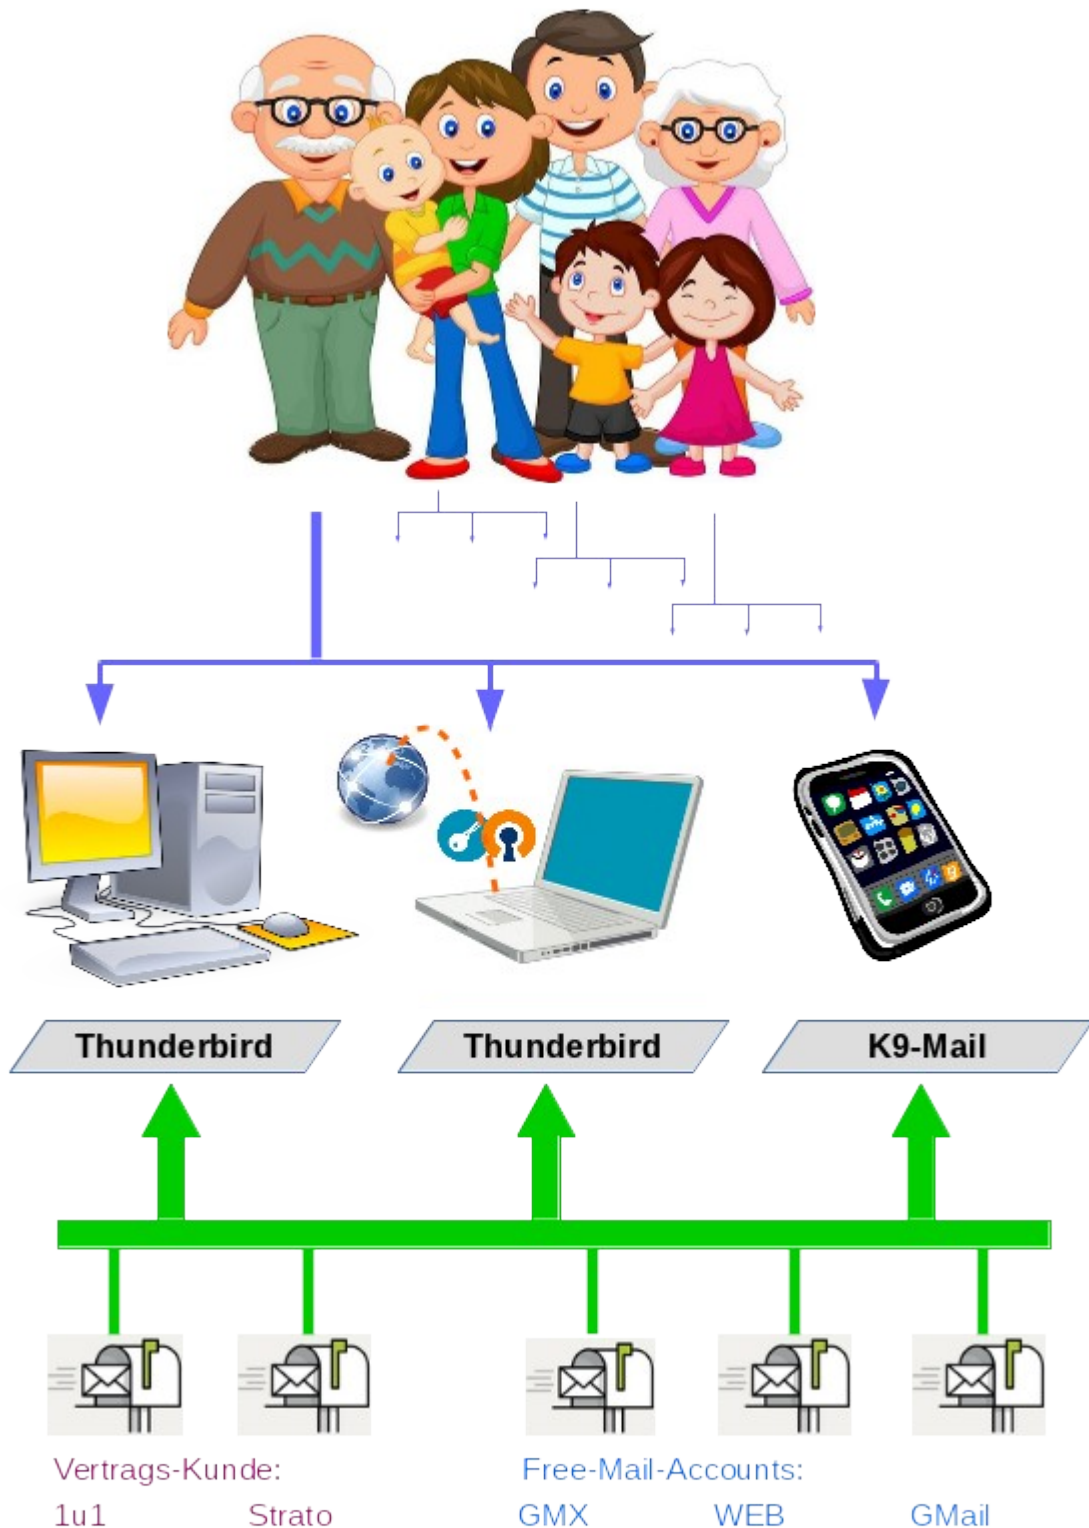 Thunderbird Thunderbird K9-Mail
Vertrags-Kunde: Free-Mail-Accounts:
1u1 Strato GMX WEB GMail